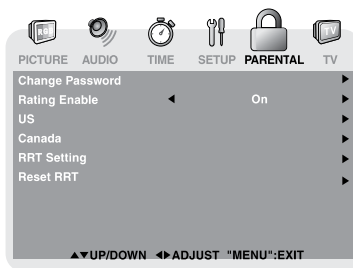 PICTURE AUDIO TIME SETUP PARENTAL TV
Change Password
Rating Enable ◀ On ▶
US ▶
Canada ▶
RRT Setting ▶
Reset RRT ▶
▲▼UP/DOWN ◀▶ADJUST "MENU":EXIT